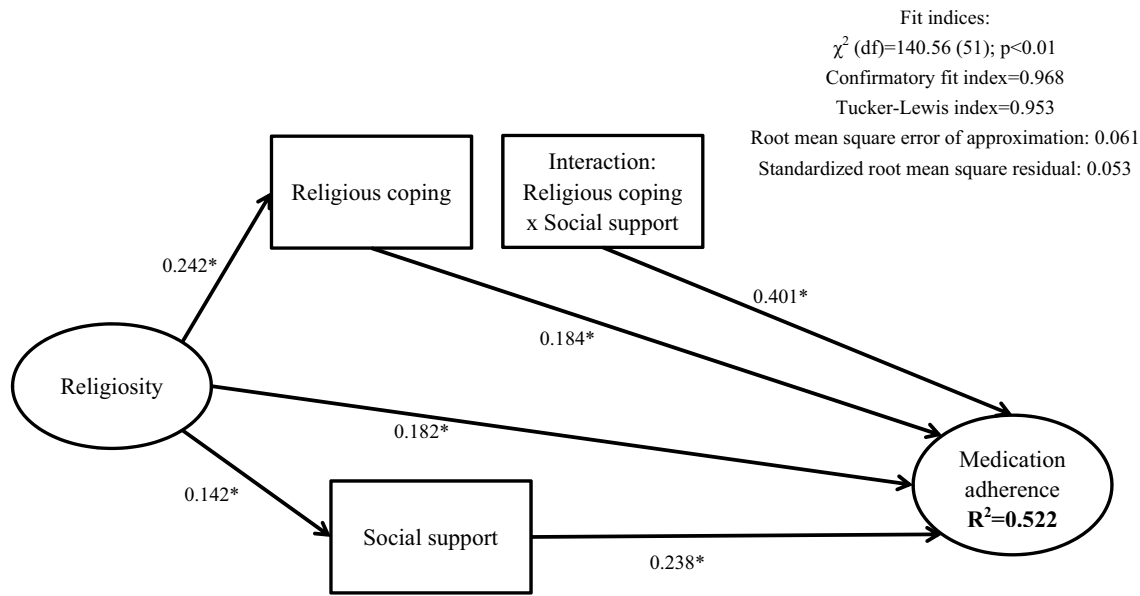 Fit indices:
χ² (df)=140.56 (51); p<0.01
Confirmatory fit index=0.968
Tucker-Lewis index=0.953
Root mean square error of approximation: 0.061
Standardized root mean square residual: 0.053
Religious coping
Interaction:
Religious coping
x Social support
0.242*
0.401*
0.184*
Religiosity
0.182*
0.142*
Medication
adherence
R²=0.522
Social support
0.238*